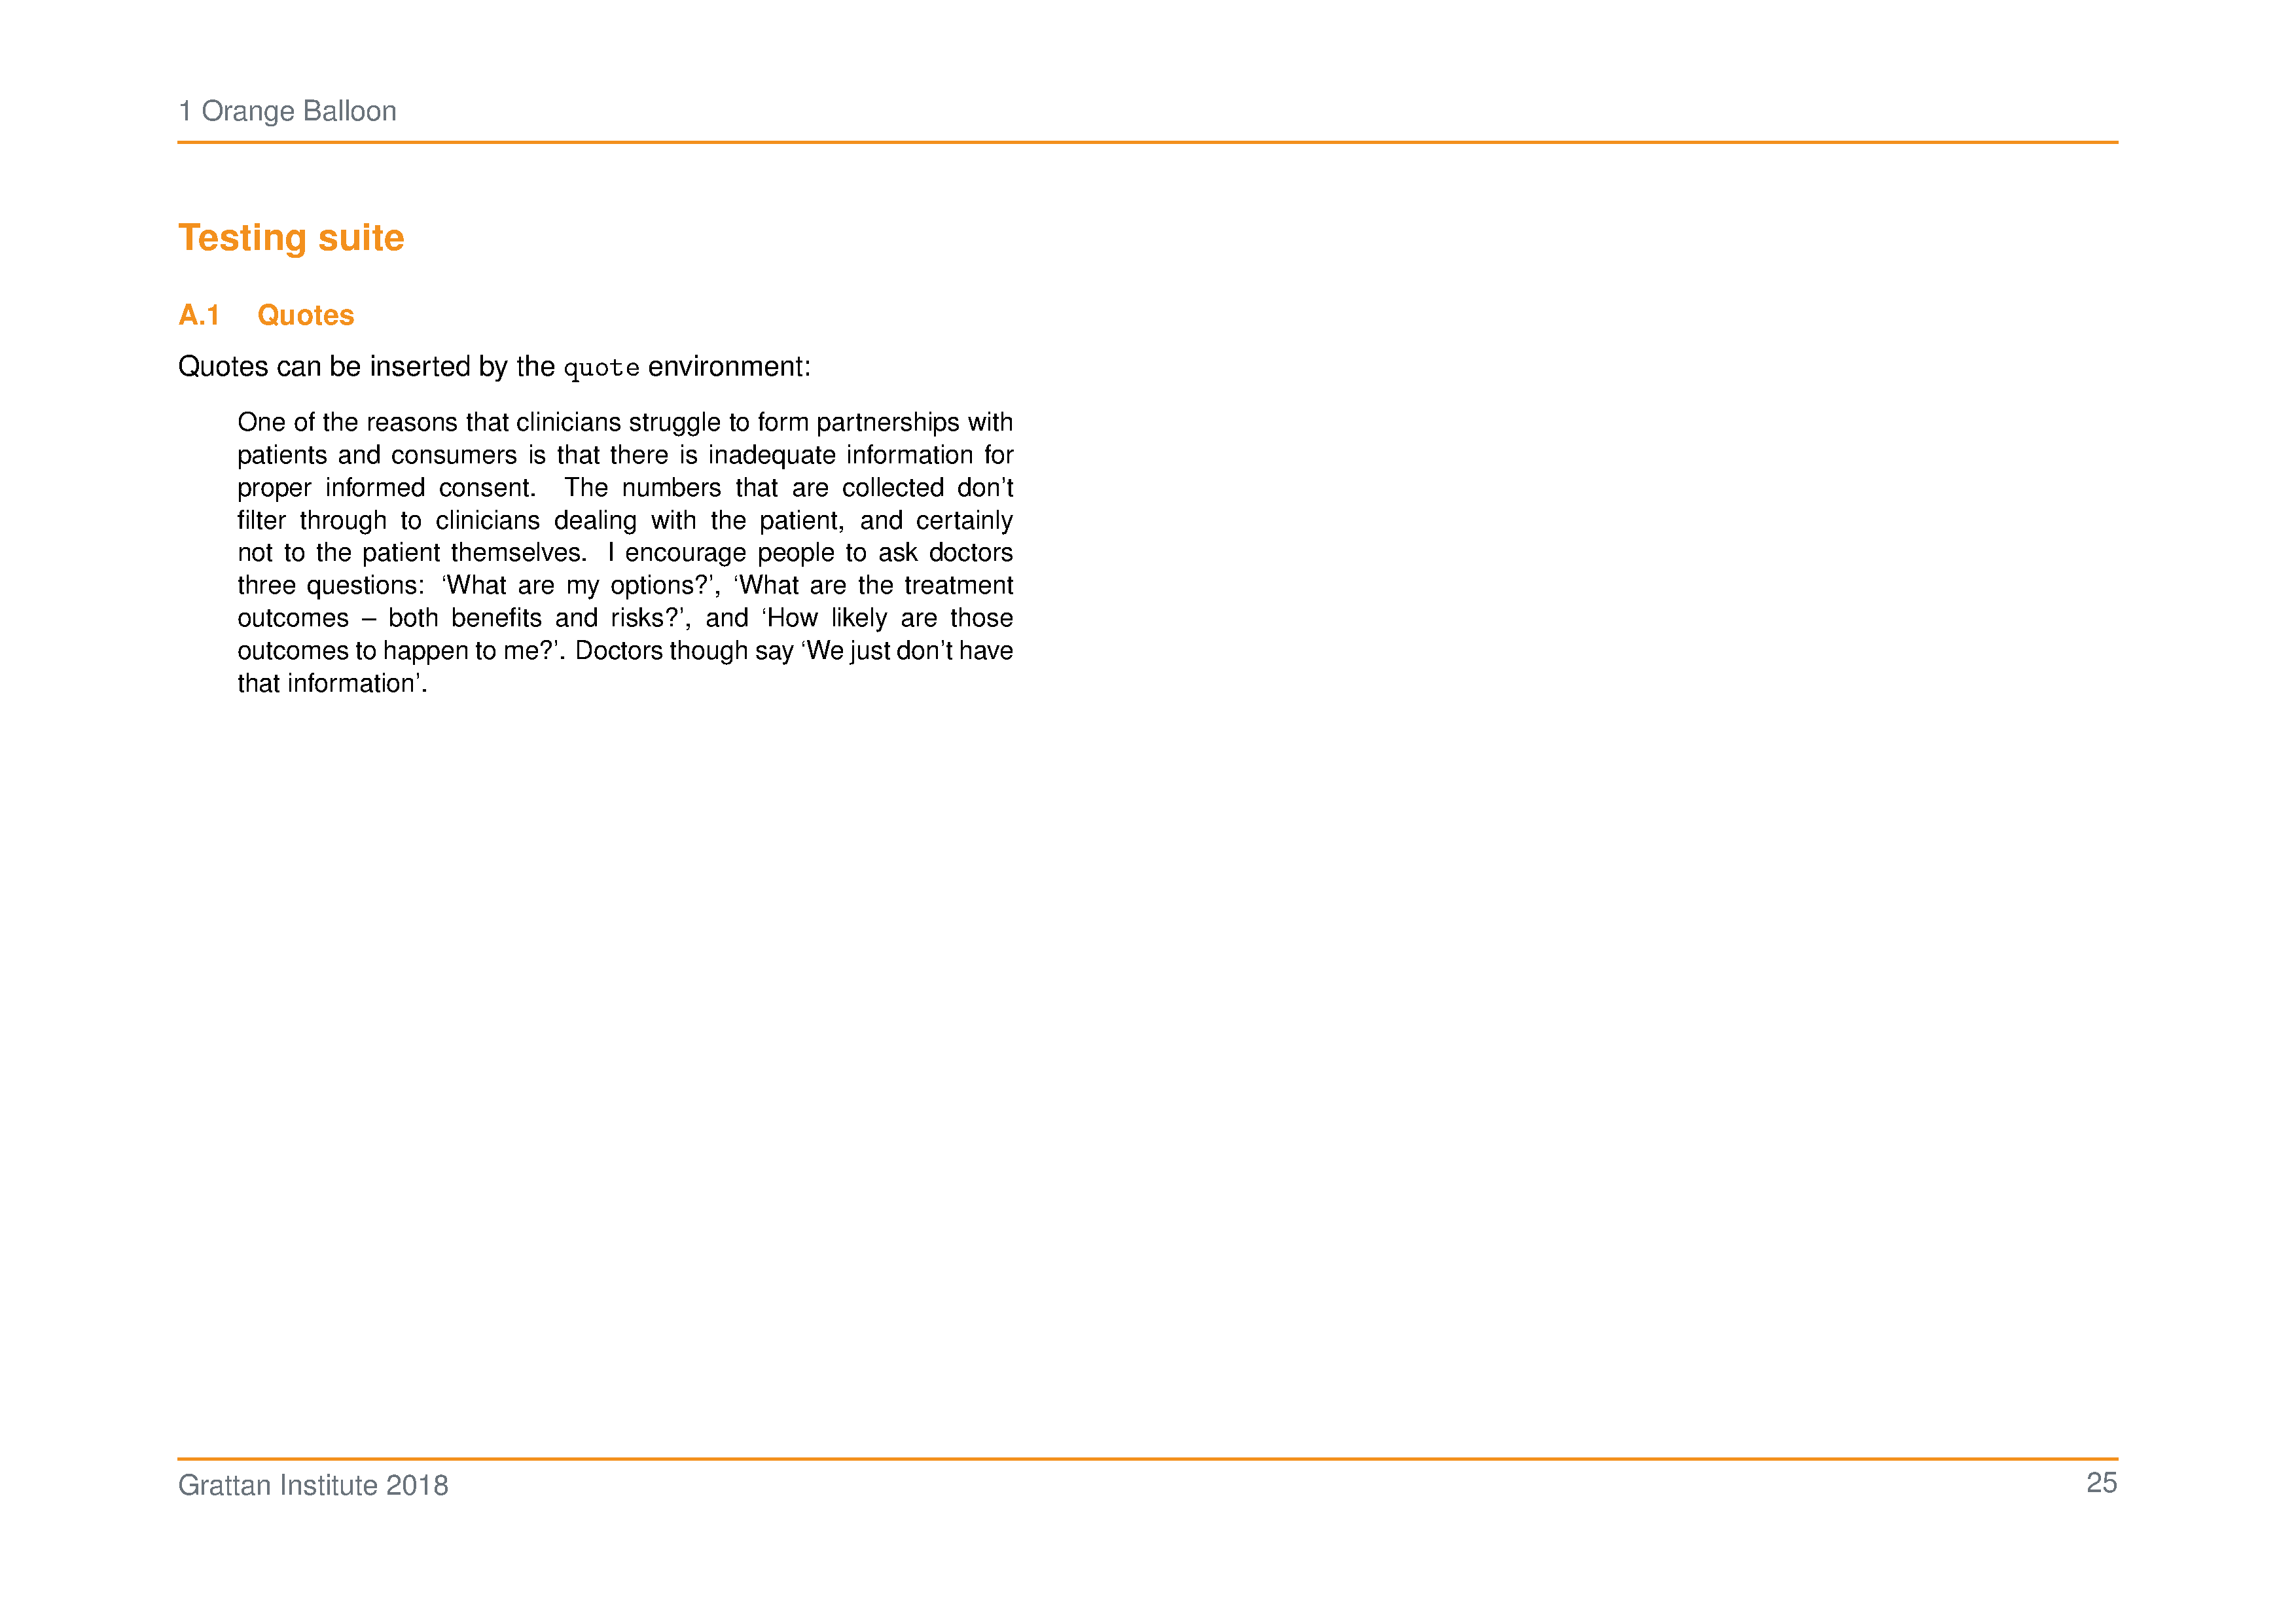 1 Orange Balloon
Testing suite
A.1 Quotes
Quotes can be inserted by the quote environment:
One of the reasons that clinicians struggle to form partnerships with
patients and consumers is that there is inadequate information for
proper informed consent. The numbers that are collected don’t
filter through to clinicians dealing with the patient, and certainly
not to the patient themselves. I encourage people to ask doctors
three questions: ‘What are my options?’, ‘What are the treatment
outcomes – both benefits and risks?’, and ‘How likely are those
outcomes to happen to me?’. Doctors though say ‘We just don’t have
that information’.
Grattan Institute 2018
25